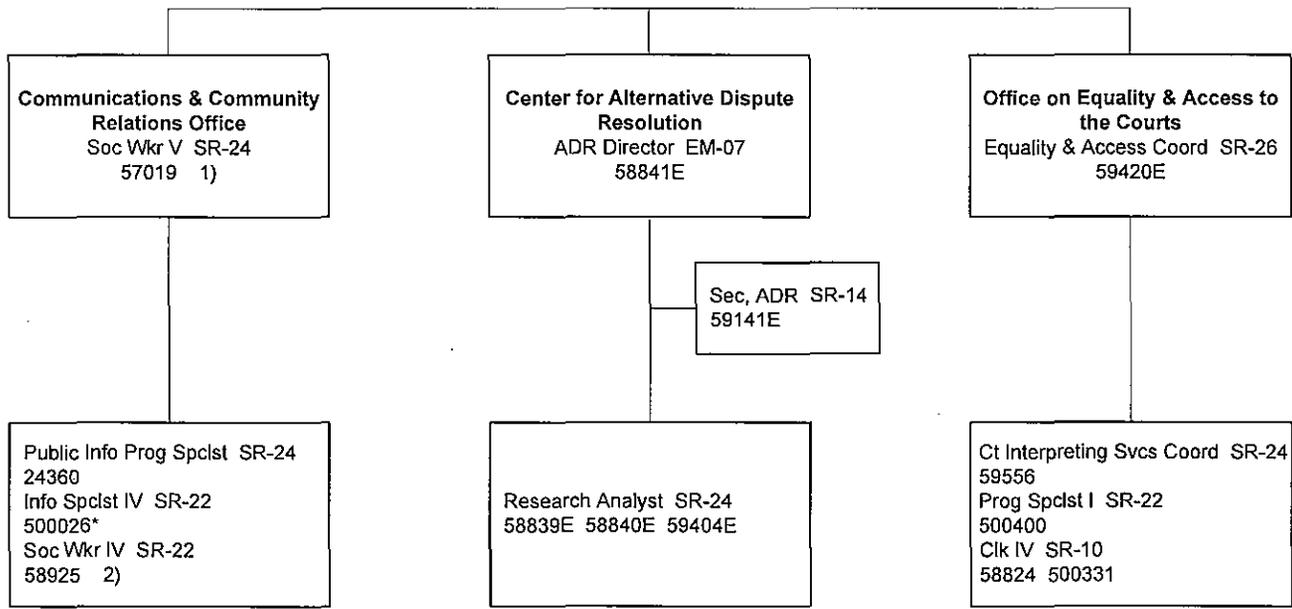 Communications & Community
Relations Office
Soc Wkr V SR-24
57019 1)
Center for Alternative Dispute
Resolution
ADR Director EM-07
58841E
Office on Equality & Access to
the Courts
Equality & Access Coord SR-26
59420E
Sec, ADR SR-14
59141E
Public Info Prog Spclst SR-24
24360
Info Spclst IV SR-22
500026*
Soc Wkr IV SR-22
58925 2)
Research Analyst SR-24
58839E 58840E 59404E
Ct Interpreting Svcs Coord SR-24
59556
Prog Spclst I SR-22
500400
Clk IV SR-10
58824 500331